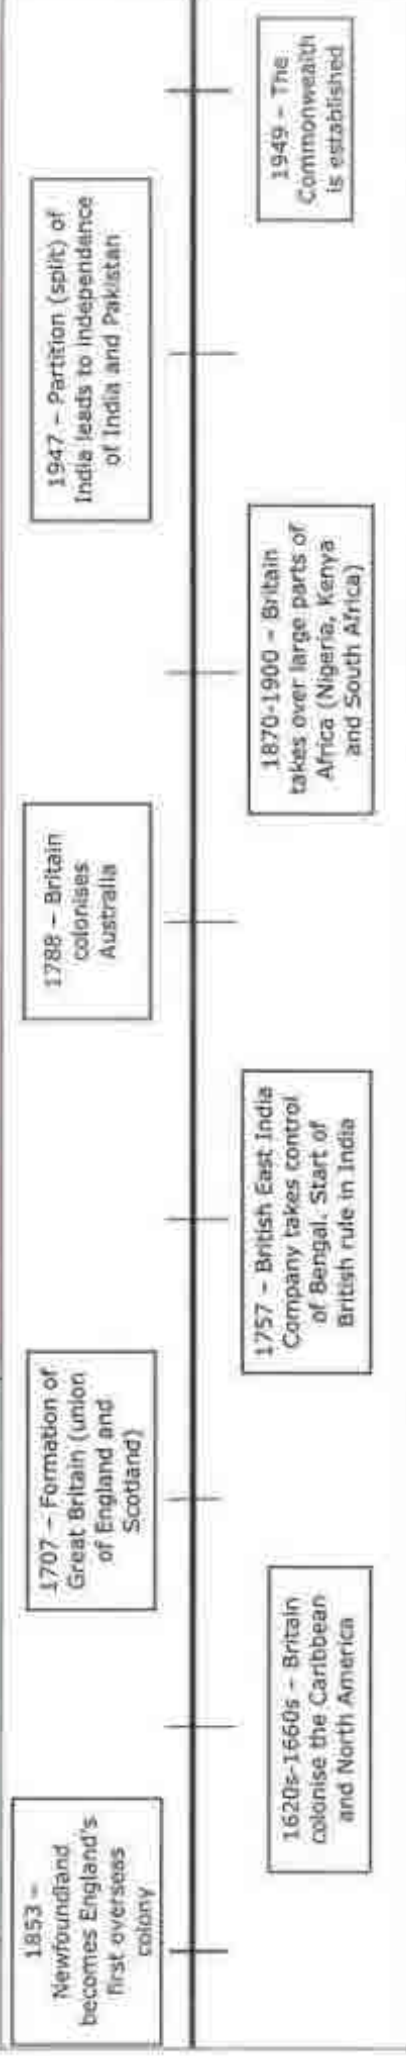 1853 –
Newfoundland
becomes England's
first overseas
colony
1620s-1660s – Britain
colonise the Caribbean
and North America
1707 – Formation of
Great Britain (union
of England and
Scotland)
1757 – British East India
Company takes control
of Bengal. Start of
British rule in India
1788 – Britain
colonises
Australia
1870-1900 – Britain
takes over large parts of
Africa (Nigeria, Kenya
and South Africa)
1947 – Partition (split) of
India leads to independence
of India and Pakistan
1949 – The
Commonwealth
is established